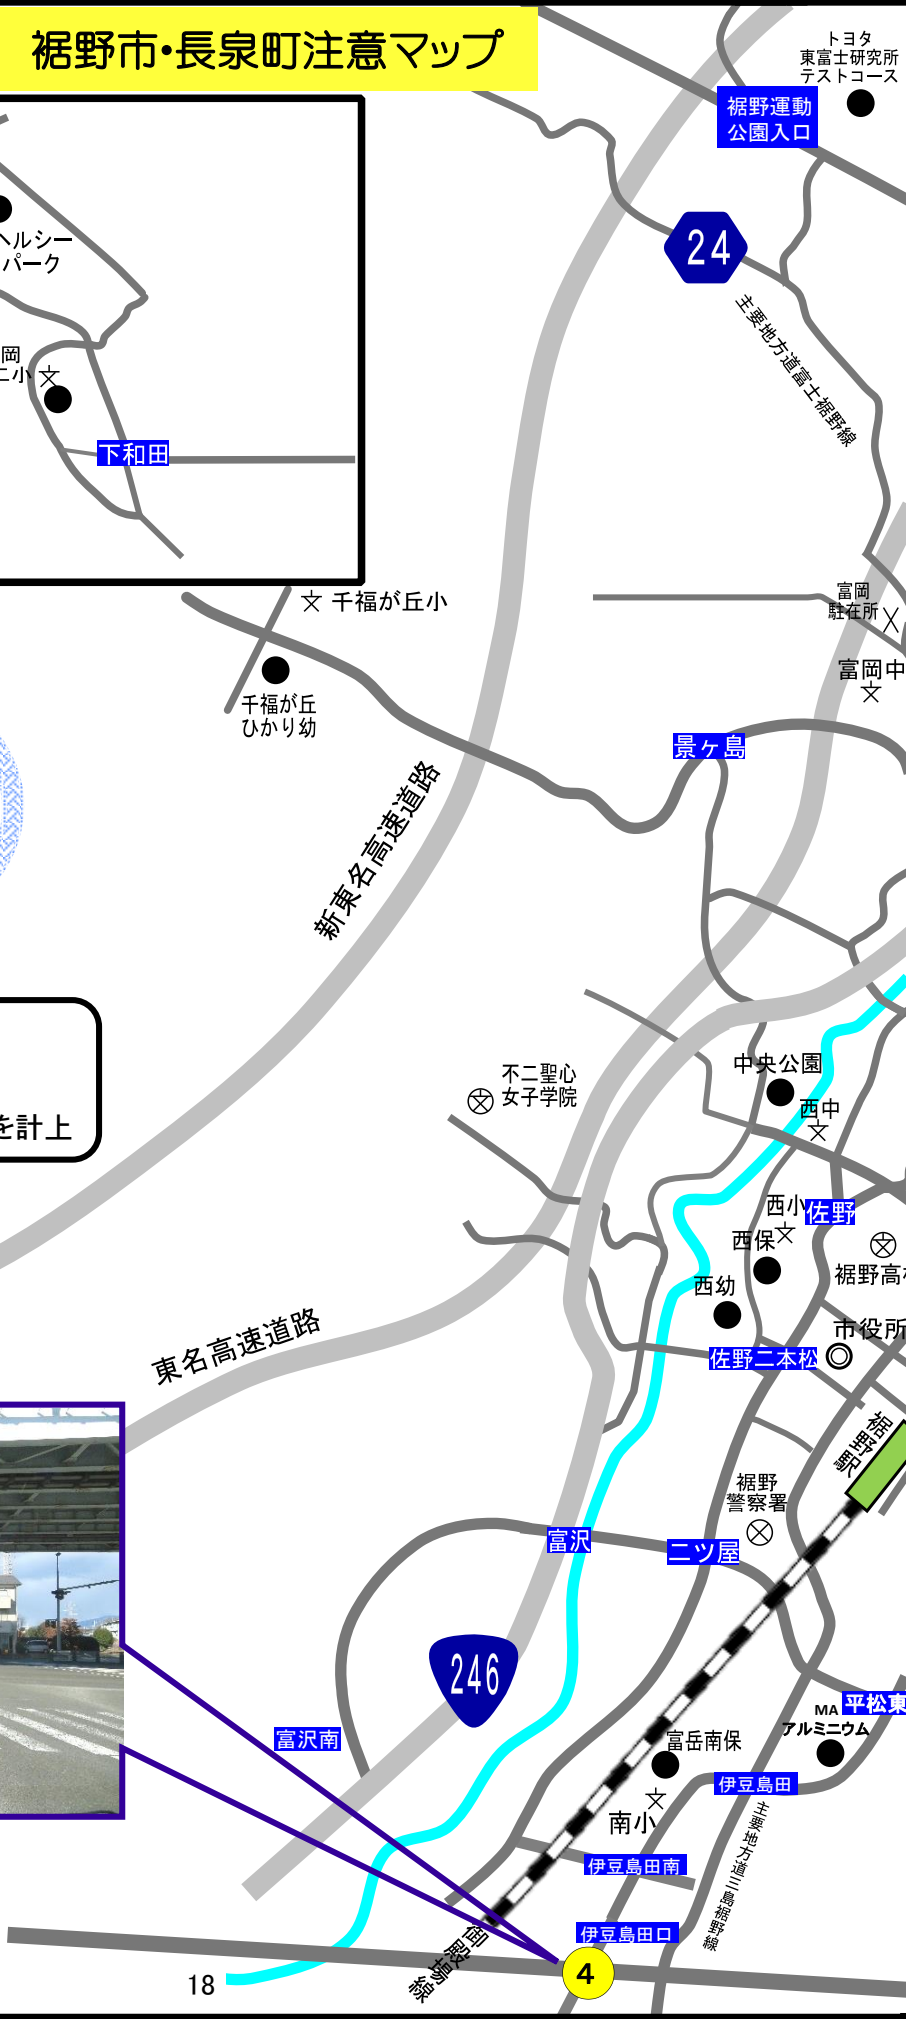 裾野市・長泉町注意マップ
トヨタ
東富士研究所
テストコース
裾野運動
公園入口
24
主要地方道富士裾野線
ヘルシー
パーク
岡
二小
下和田
千福が丘小
千福が丘
ひかり幼
富岡
駐在所
富岡中
景ヶ島
新東名高速道路
を計上
不二聖心
女子学院
中央公園
西中
西小
佐野
西保
裾野高
西幼
市役所
佐野二本松
東名高速道路
裾野駅
裾野
警察署
富沢
二ツ屋
246
富沢南
平松東
MA
アルミニウム
富岳南保
伊豆島田
南小
主要地方道三島裾野線
伊豆島田南
伊豆島田口
御殿場線
4
18